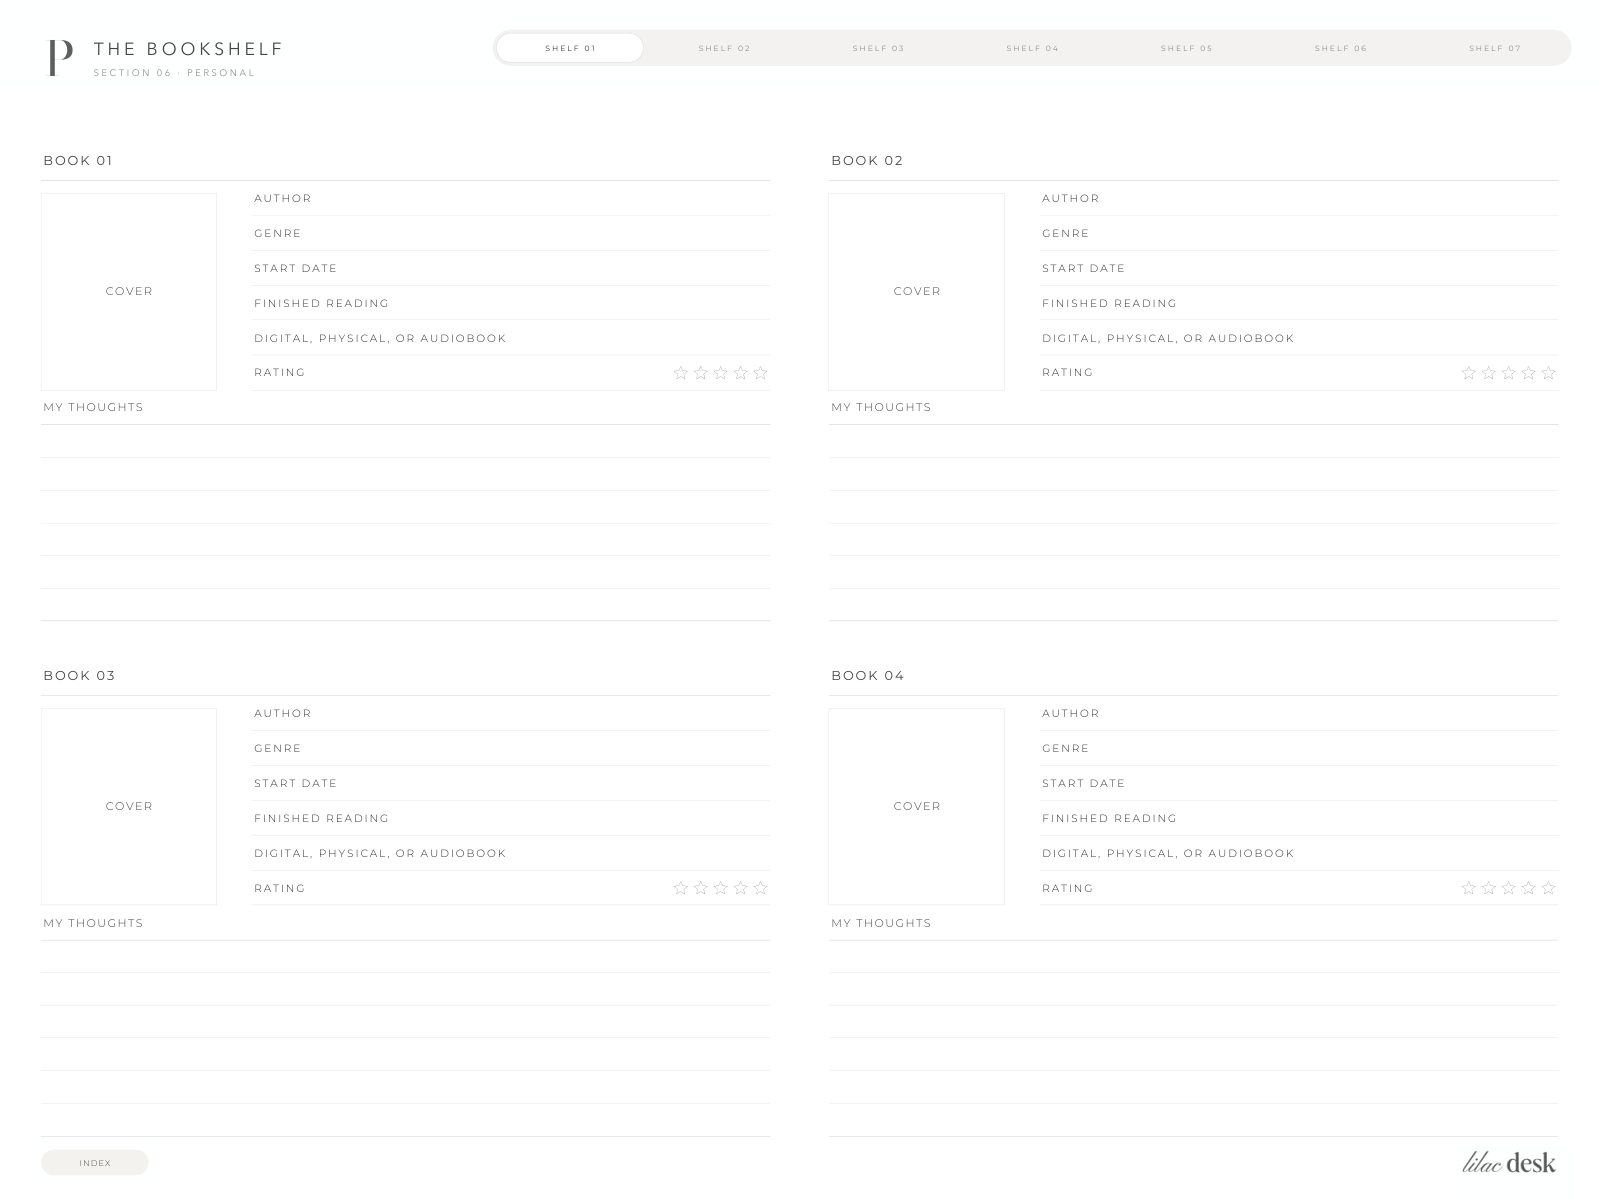 P THE BOOKSHELF
SECTION 06 · PERSONAL
SHELF 01 SHELF 02 SHELF 03 SHELF 04 SHELF 05 SHELF 06 SHELF 07
BOOK 01
COVER
AUTHOR
GENRE
START DATE
FINISHED READING
DIGITAL, PHYSICAL, OR AUDIOBOOK
RATING
MY THOUGHTS
BOOK 02
COVER
AUTHOR
GENRE
START DATE
FINISHED READING
DIGITAL, PHYSICAL, OR AUDIOBOOK
RATING
MY THOUGHTS
BOOK 03
COVER
AUTHOR
GENRE
START DATE
FINISHED READING
DIGITAL, PHYSICAL, OR AUDIOBOOK
RATING
MY THOUGHTS
BOOK 04
COVER
AUTHOR
GENRE
START DATE
FINISHED READING
DIGITAL, PHYSICAL, OR AUDIOBOOK
RATING
MY THOUGHTS
INDEX
lilac desk